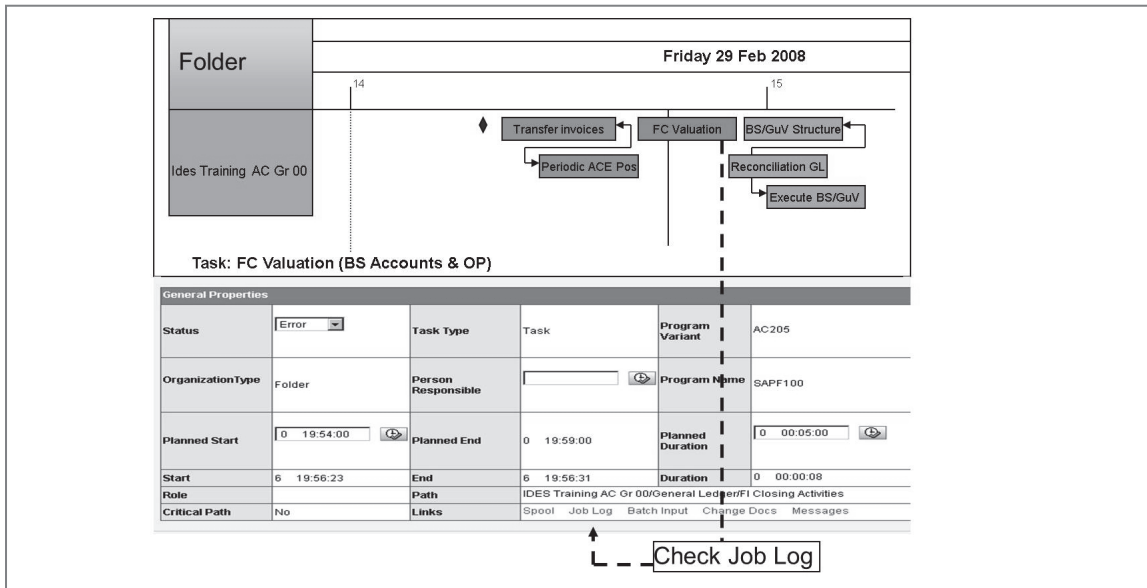 Folder
Friday 29 Feb 2008
14
15
Ides Training AC Gr 00
Transfer invoices
FC Valuation
BS/GuV Structure
Periodic ACE Pos
Reconciliation GL
Execute BS/GuV
Task: FC Valuation (BS Accounts & OP)
General Properties
Status Error Task Type Task Program Variant AC205
OrganizationType Folder Person Responsible Program Name SAPF100
Planned Start 0 19:54:00 Planned End 0 19:59:00 Planned Duration 0 00:05:00
Start 6 19:56:23 End 6 19:56:31 Duration 0 00:00:08
Role Path IDES Training AC Gr 00/General Ledger/FI Closing Activities
Critical Path No Links Spool Job Log Batch Input Change Docs Messages
Check Job Log